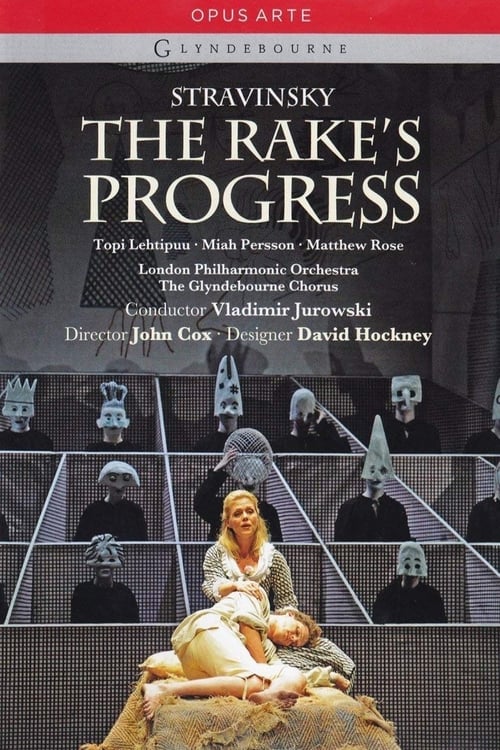 OPUS ARTE
GLYNDEBOURNE
STRAVINSKY
THE RAKE'S
PROGRESS
Topi Lehtipuu · Miah Persson · Matthew Rose
London Philharmonic Orchestra
The Glyndebourne Chorus
Conductor Vladimir Jurowski
Director John Cox · Designer David Hockney